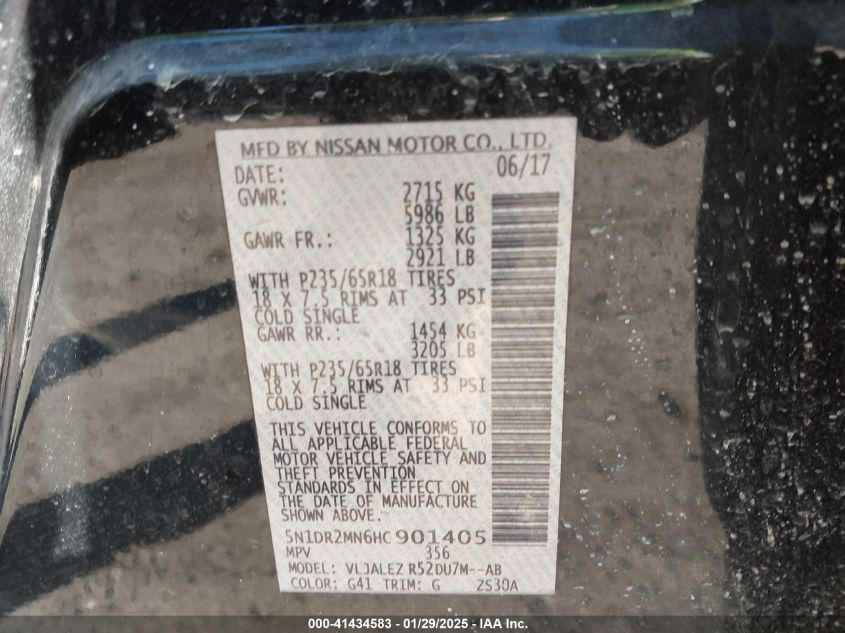 MFD BY NISSAN MOTOR CO., LTD.
DATE: 06/17
GVWR: 2715 KG
5986 LB
GAWR FR.: 1325 KG
2921 LB
WITH P235/65R18 TIRES
18 X 7.5 RIMS AT 33 PSI
COLD SINGLE
GAWR RR.: 1454 KG
3205 LB
WITH P235/65R18 TIRES
18 X 7.5 RIMS AT 33 PSI
COLD SINGLE
THIS VEHICLE CONFORMS TO
ALL APPLICABLE FEDERAL
MOTOR VEHICLE SAFETY AND
THEFT PREVENTION
STANDARDS IN EFFECT ON
THE DATE OF MANUFACTURE
SHOWN ABOVE.
5N1DR2MN6HC901405
MPV 356
MODEL: VLJALEZ R52DU7M--AB
COLOR: G41 TRIM: G ZS30A
000-41434583 - 01/29/2025 - IAA Inc.